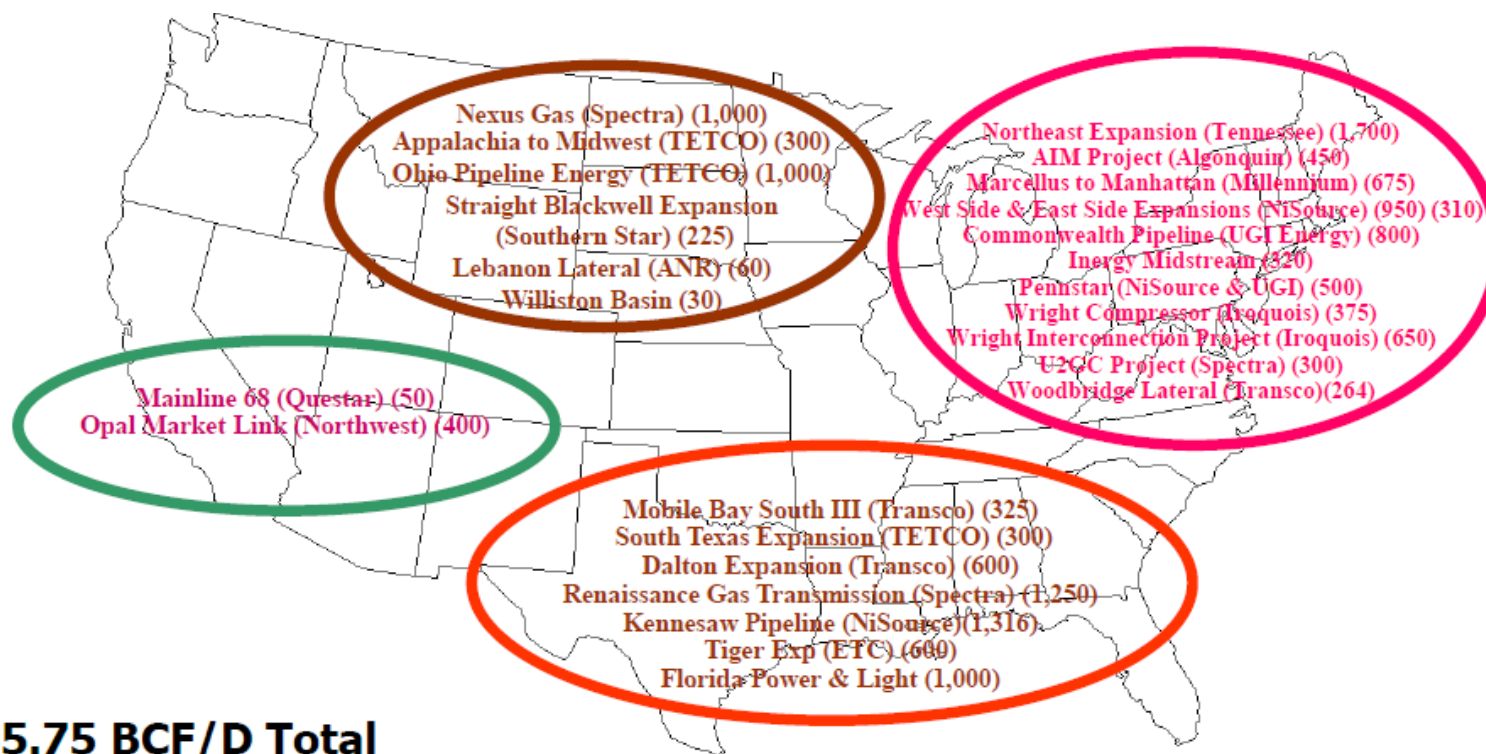 Nexus Gas (Spectra) (1,000)
Appalachia to Midwest (TETCO) (300)
Ohio Pipeline Energy (TETCO) (1,000)
Straight Blackwell Expansion
(Southern Star) (225)
Lebanon Lateral (ANR) (60)
Williston Basin (30)
Northeast Expansion (Tennessee) (1,700)
AIM Project (Algonquin) (450)
Marcellus to Manhattan (Millennium) (675)
West Side & East Side Expansions (NiSource) (950) (310)
Commonwealth Pipeline (UGI Energy) (800)
Inergy Midstream (320)
Pennstar (NiSource & UGI) (500)
Wright Compressor (Iroquois) (375)
Wright Interconnection Project (Iroquois) (650)
U2GC Project (Spectra) (300)
Woodbridge Lateral (Transco)(264)
Mainline 68 (Questar) (50)
Opal Market Link (Northwest) (400)
Mobile Bay South III (Transco) (325)
South Texas Expansion (TETCO) (300)
Dalton Expansion (Transco) (600)
Renaissance Gas Transmission (Spectra) (1,250)
Kennesaw Pipeline (NiSource)(1,316)
Tiger Exp (ETC) (600)
Florida Power & Light (1,000)
5.75 BCF/D Total